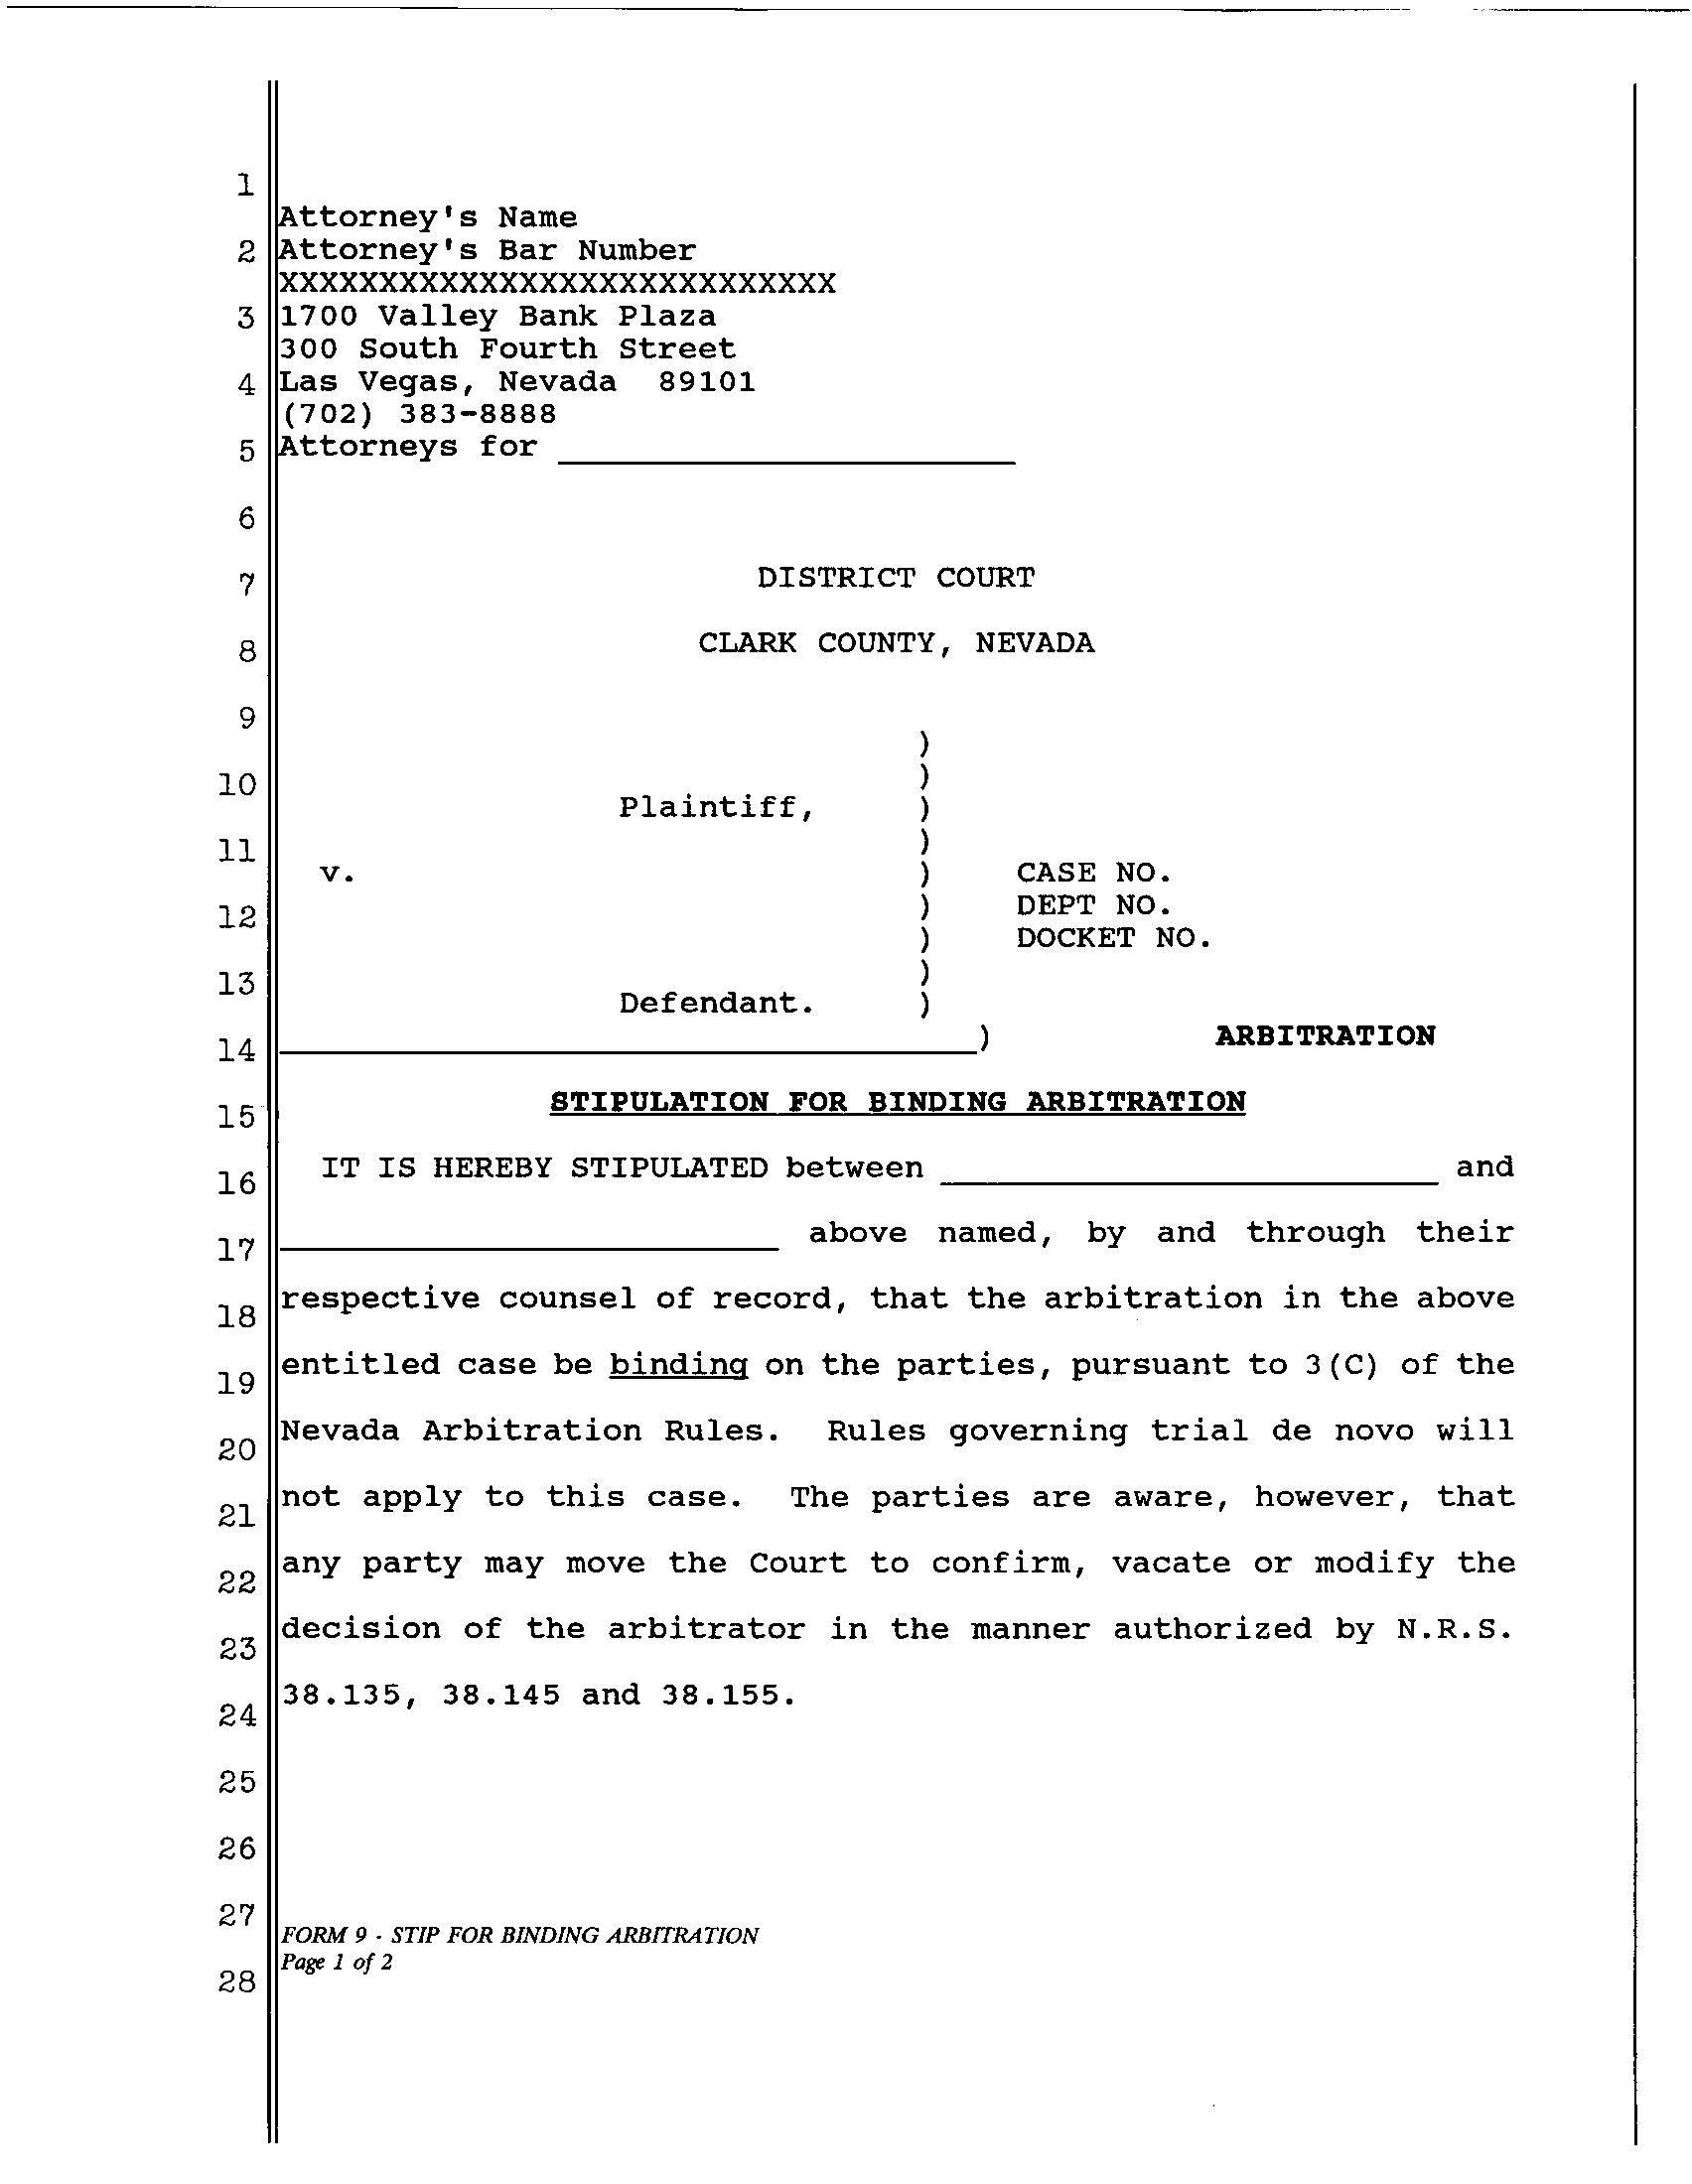 1
Attorney's Name
2 Attorney's Bar Number
XXXXXXXXXXXXXXXXXXXXXXXXXXXX
3 1700 Valley Bank Plaza
300 South Fourth Street
4 Las Vegas, Nevada 89101
(702) 383-8888
5 Attorneys for
6
7 DISTRICT COURT
8 CLARK COUNTY, NEVADA
9
)
10 )
Plaintiff, )
11 )
v. ) CASE NO.
12 ) DEPT NO.
) DOCKET NO.
13 )
Defendant. )
14 ) ARBITRATION
15 STIPULATION FOR BINDING ARBITRATION
16 IT IS HEREBY STIPULATED between and
17 above named, by and through their
18 respective counsel of record, that the arbitration in the above
19 entitled case be binding on the parties, pursuant to 3(C) of the
20 Nevada Arbitration Rules. Rules governing trial de novo will
21 not apply to this case. The parties are aware, however, that
22 any party may move the Court to confirm, vacate or modify the
23 decision of the arbitrator in the manner authorized by N.R.S.
24 38.135, 38.145 and 38.155.
25
26
27
FORM 9 - STIP FOR BINDING ARBITRATION
Page 1 of 2
28